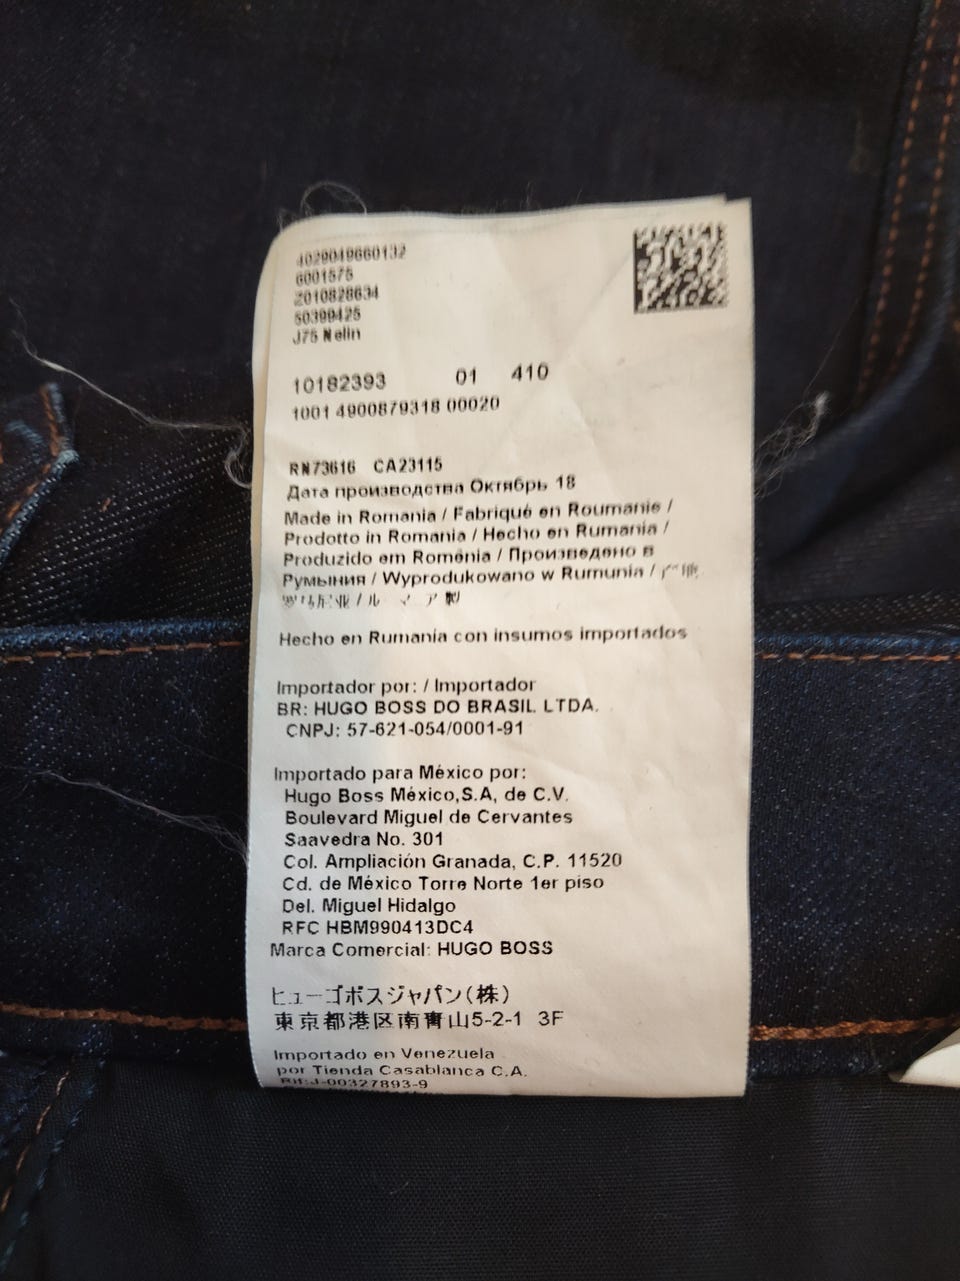 4029049660132
6001575
2010828634
50399425
J75 Nelin
10182393 01 410
1001 4900879318 00020
RN73616 CA23115
Дата производства Октябрь 18
Made in Romania / Fabriqué en Roumanie /
Prodotto in Romania / Hecho en Rumania /
Produzido em Romênia / Произведено в
Румыния / Wyprodukowano w Rumunia /
/ ルーマニア製
Hecho en Rumania con insumos importados
Importador por: / Importador
BR: HUGO BOSS DO BRASIL LTDA.
CNPJ: 57-621-054/0001-91
Importado para México por:
Hugo Boss México,S.A, de C.V.
Boulevard Miguel de Cervantes
Saavedra No. 301
Col. Ampliación Granada, C.P. 11520
Cd. de México Torre Norte 1er piso
Del. Miguel Hidalgo
RFC HBM990413DC4
Marca Comercial: HUGO BOSS
ヒューゴボスジャパン(株)
東京都港区南青山5-2-1 3F
Importado en Venezuela
por Tienda Casablanca C.A.
Rif:J-00327893-9